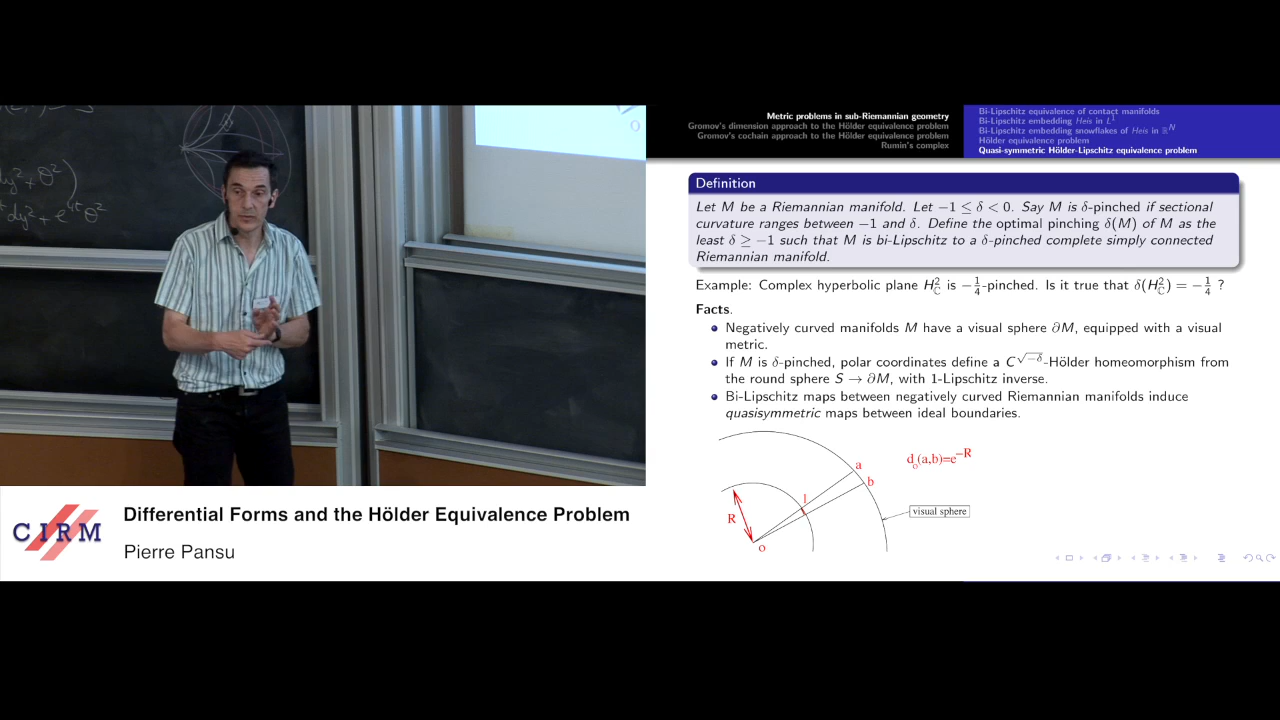 dy² + θ²)
dy² + e⁴ᵗ θ²
CIRM
Differential Forms and the Hölder Equivalence Problem
Pierre Pansu
Metric problems in sub-Riemannian geometry
Gromov's dimension approach to the Hölder equivalence problem
Gromov's cochain approach to the Hölder equivalence problem
Rumin's complex
Bi-Lipschitz equivalence of contact manifolds
Bi-Lipschitz embedding Heis in L¹
Bi-Lipschitz embedding snowflakes of Heis in ℝᴺ
Hölder equivalence problem
Quasi-symmetric Hölder-Lipschitz equivalence problem
Definition
Let M be a Riemannian manifold. Let −1 ≤ δ < 0. Say M is δ-pinched if sectional
curvature ranges between −1 and δ. Define the optimal pinching δ(M) of M as the
least δ ≥ −1 such that M is bi-Lipschitz to a δ-pinched complete simply connected
Riemannian manifold.
Example: Complex hyperbolic plane H²_ℂ is −1/4-pinched. Is it true that δ(H²_ℂ) = −1/4 ?
Facts.
• Negatively curved manifolds M have a visual sphere ∂M, equipped with a visual
metric.
• If M is δ-pinched, polar coordinates define a C^√−δ-Hölder homeomorphism from
the round sphere S → ∂M, with 1-Lipschitz inverse.
• Bi-Lipschitz maps between negatively curved Riemannian manifolds induce
quasisymmetric maps between ideal boundaries.
d_o(a,b)=e^−R
a
b
1
R
o
visual sphere